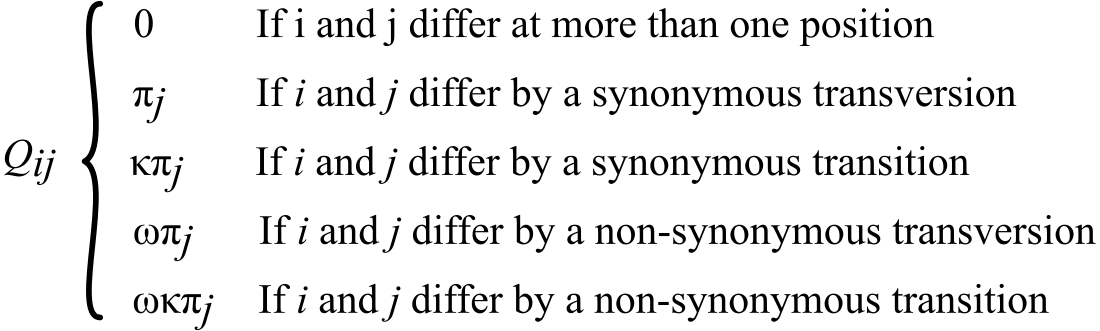 0 If i and j differ at more than one position
πj If i and j differ by a synonymous transversion
Qij { κπj If i and j differ by a synonymous transition
ωπj If i and j differ by a non-synonymous transversion
ωκπj If i and j differ by a non-synonymous transition